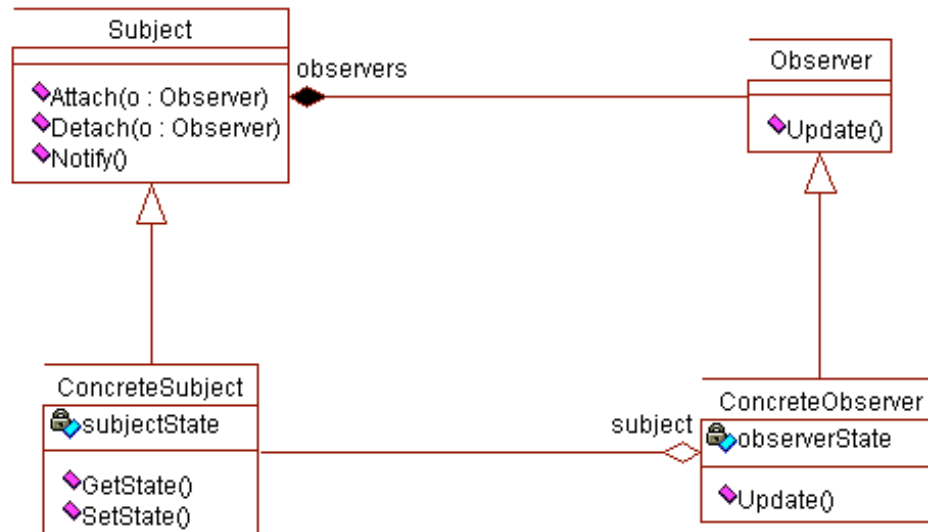 Subject
Attach(o : Observer)
Detach(o : Observer)
Notify()
observers
Observer
Update()
ConcreteSubject
subjectState
GetState()
SetState()
subject
ConcreteObserver
observerState
Update()